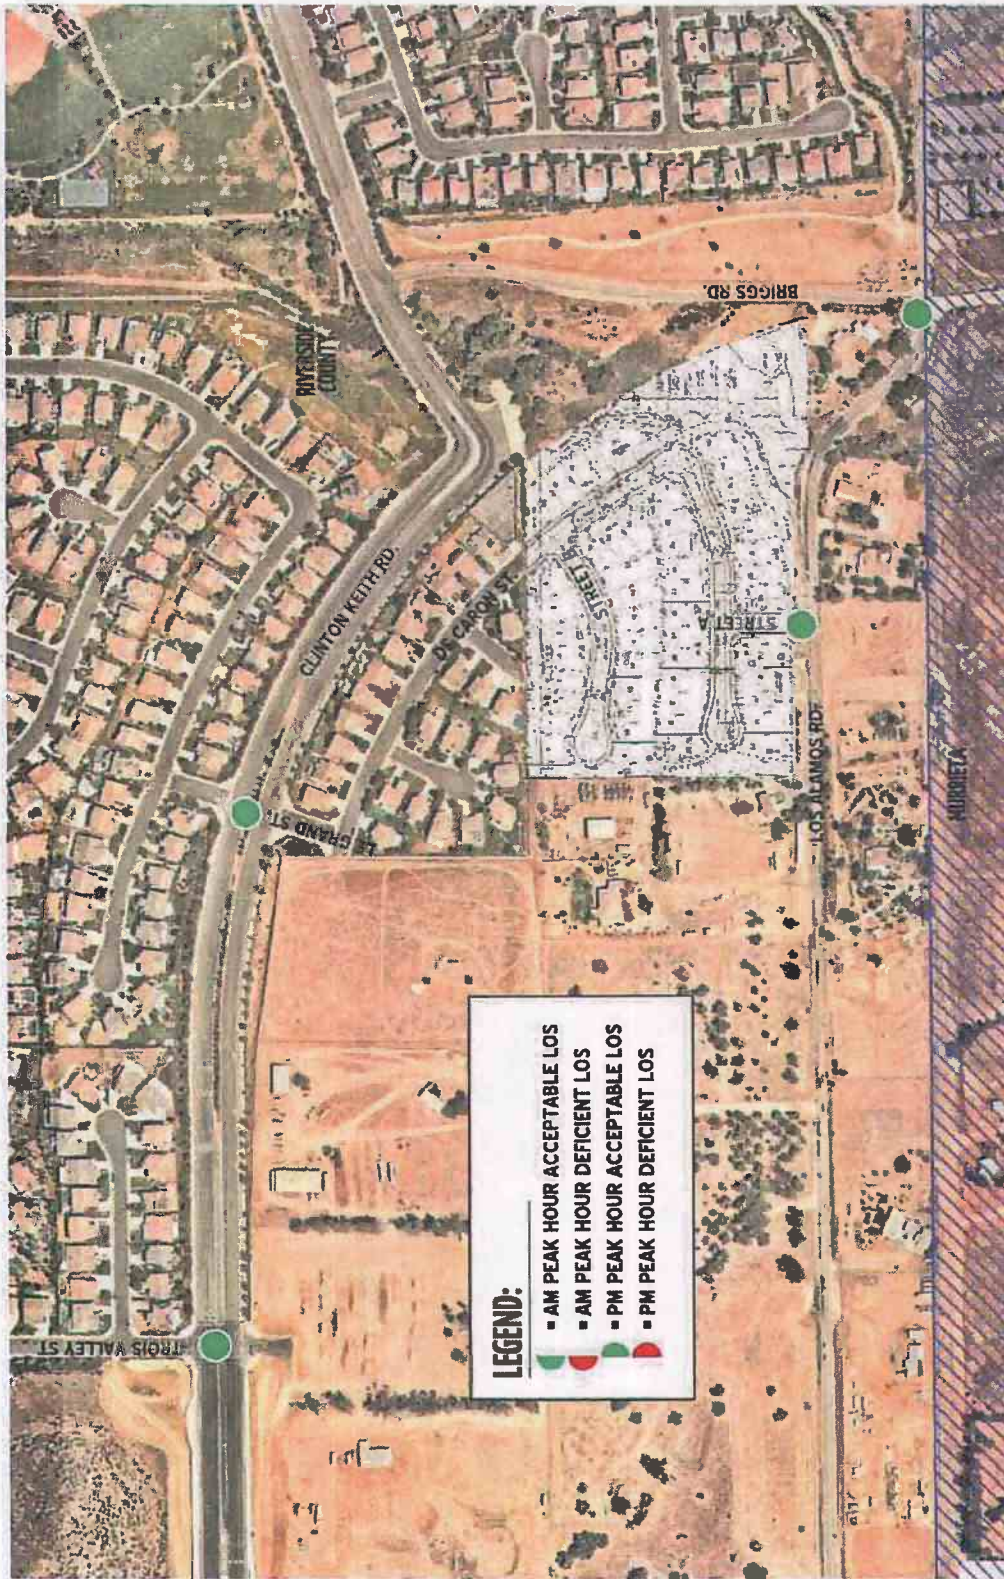 TROIS VALLEY ST
CLINTON KEITH RD.
LE GRAND ST.
DE CARON ST.
RIVERSIDE
COUNTY
STREET
STREET A
BRIGGS RD.
LOS ALAMOS RD.
MURRIETA
LEGEND:
= AM PEAK HOUR ACCEPTABLE LOS
= AM PEAK HOUR DEFICIENT LOS
= PM PEAK HOUR ACCEPTABLE LOS
= PM PEAK HOUR DEFICIENT LOS